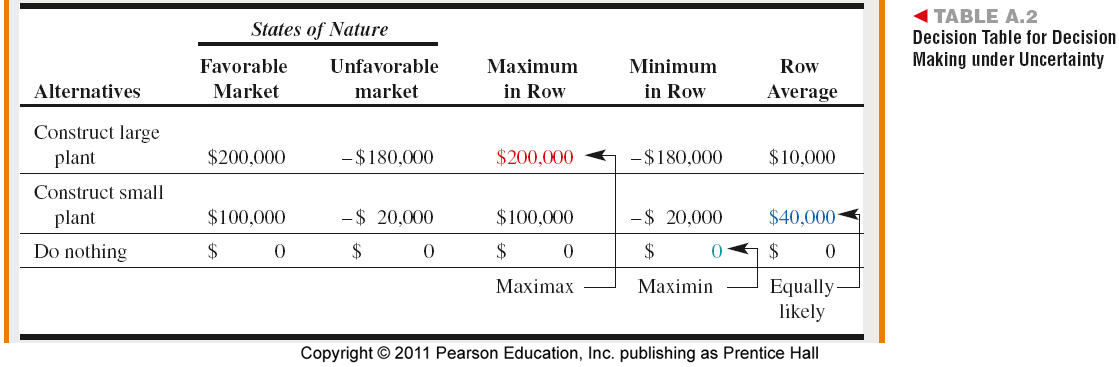 States of Nature
Favorable Unfavorable Maximum Minimum Row
Alternatives Market market in Row in Row Average
Construct large
plant $200,000 –$180,000 $200,000 –$180,000 $10,000
Construct small
plant $100,000 –$ 20,000 $100,000 –$ 20,000 $40,000
Do nothing $ 0 $ 0 $ 0 $ 0 $ 0
Maximax Maximin Equally
likely
TABLE A.2
Decision Table for Decision
Making under Uncertainty
Copyright © 2011 Pearson Education, Inc. publishing as Prentice Hall